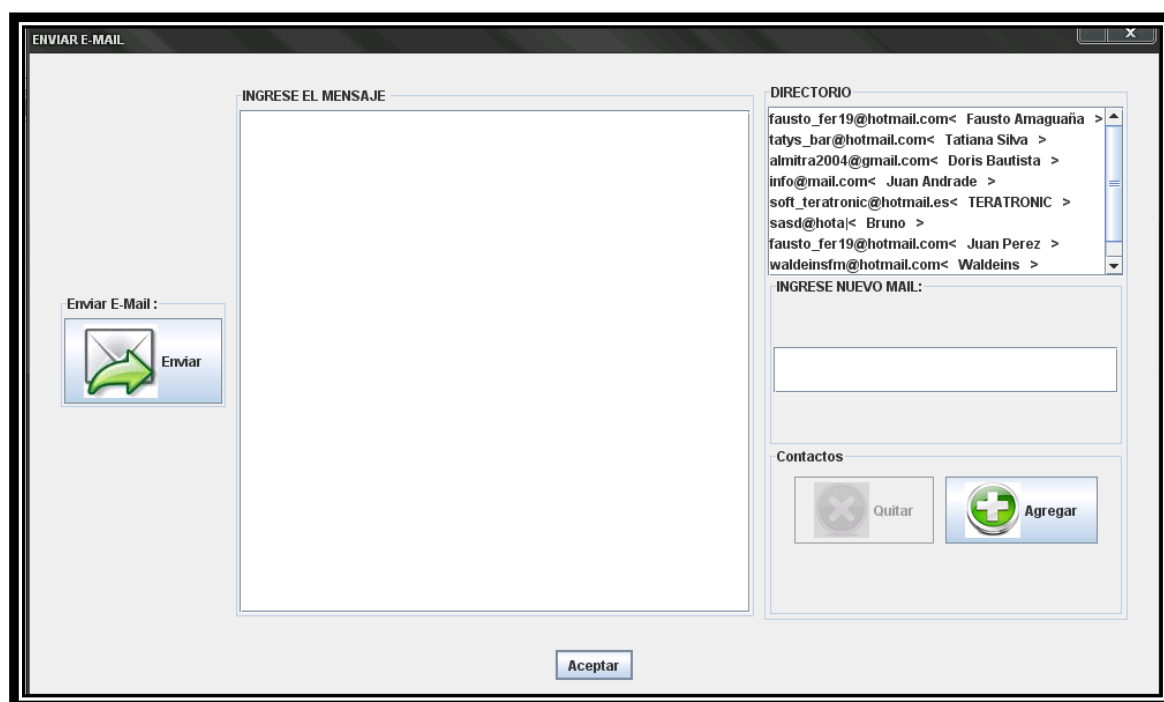 ENVIAR E-MAIL
X
INGRESE EL MENSAJE
DIRECTORIO
fausto_fer19@hotmail.com< Fausto Amaguaña >
tatys_bar@hotmail.com< Tatiana Silva >
almitra2004@gmail.com< Doris Bautista >
info@mail.com< Juan Andrade >
soft_teratronic@hotmail.es< TERATRONIC >
sasd@hota|< Bruno >
fausto_fer19@hotmail.com< Juan Perez >
waldeinsfm@hotmail.com< Waldeins >
INGRESE NUEVO MAIL:
Enviar E-Mail :
Enviar
Contactos
Quitar
Agregar
Aceptar